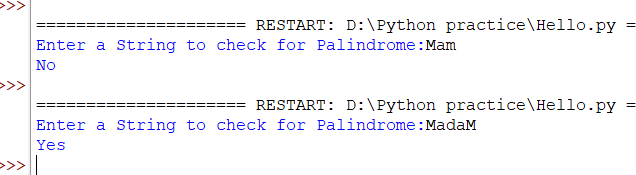 >>>
===================== RESTART: D:\Python practice\Hello.py =
Enter a String to check for Palindrome:Mam
No
>>>
===================== RESTART: D:\Python practice\Hello.py =
Enter a String to check for Palindrome:MadaM
Yes
>>>